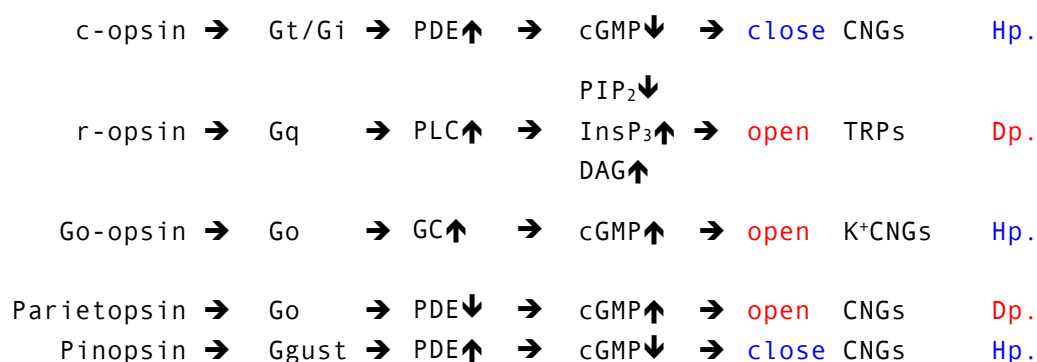 c-opsin ➔ Gt/Gi ➔ PDE🡹 ➔ cGMP🡻 ➔ close CNGs Hp.
PIP₂🡻
r-opsin ➔ Gq ➔ PLC🡹 ➔ InsP₃🡹 ➔ open TRPs Dp.
DAG🡹
Go-opsin ➔ Go ➔ GC🡹 ➔ cGMP🡹 ➔ open K⁺CNGs Hp.
Parietopsin ➔ Go ➔ PDE🡻 ➔ cGMP🡹 ➔ open CNGs Dp.
Pinopsin ➔ Ggust ➔ PDE🡹 ➔ cGMP🡻 ➔ close CNGs Hp.